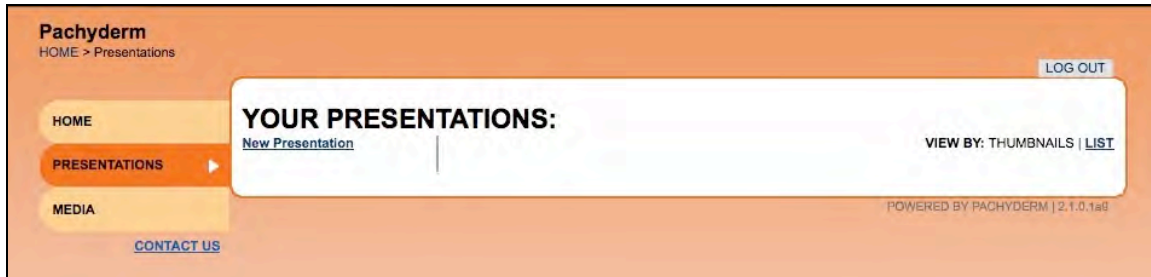 Pachyderm
HOME > Presentations
LOG OUT
HOME
PRESENTATIONS
MEDIA
CONTACT US
YOUR PRESENTATIONS:
New Presentation
VIEW BY: THUMBNAILS | LIST
POWERED BY PACHYDERM | 2.1.0.1a9